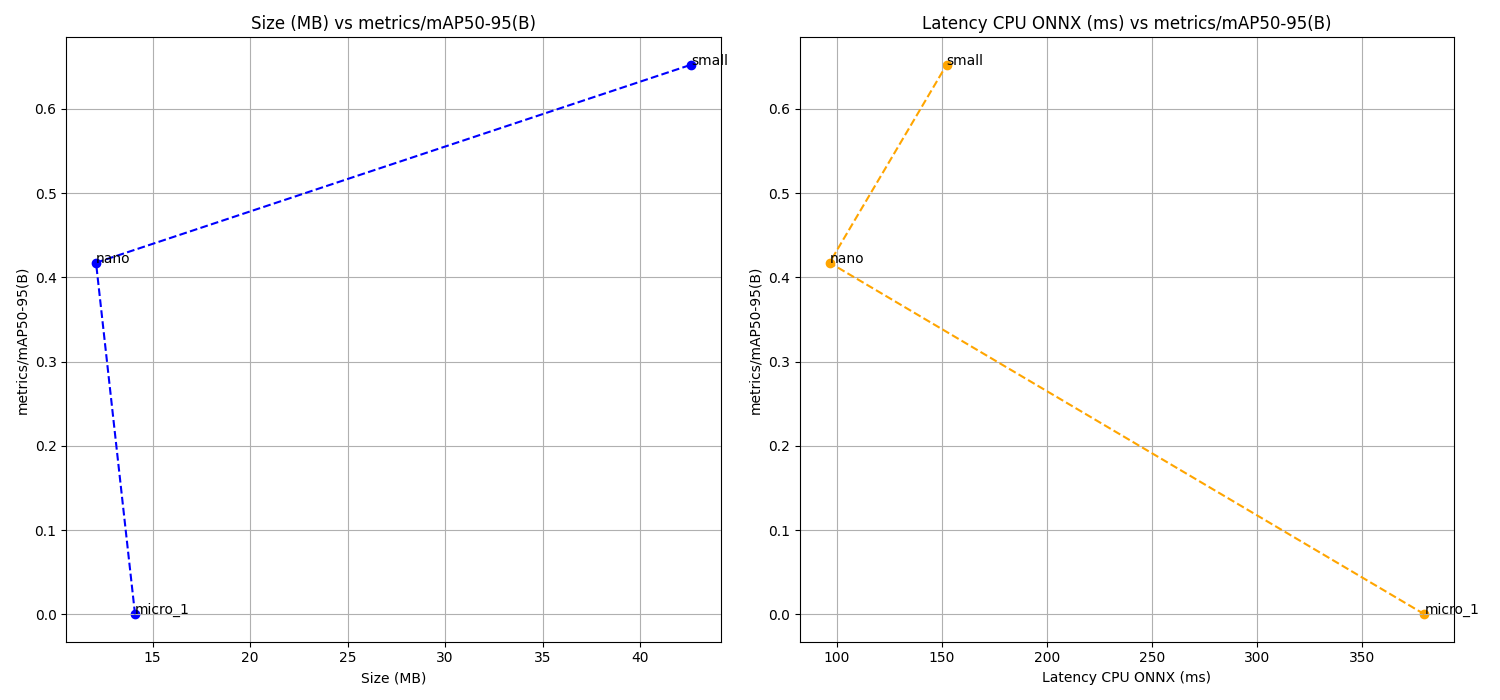 Size (MB) vs metrics/mAP50-95(B)
metrics/mAP50-95(B)
0.6
0.5
0.4
0.3
0.2
0.1
0.0
small
nano
micro_1
15
20
25
30
35
40
Size (MB)
Latency CPU ONNX (ms) vs metrics/mAP50-95(B)
metrics/mAP50-95(B)
0.6
0.5
0.4
0.3
0.2
0.1
0.0
small
nano
micro_1
100
150
200
250
300
350
Latency CPU ONNX (ms)